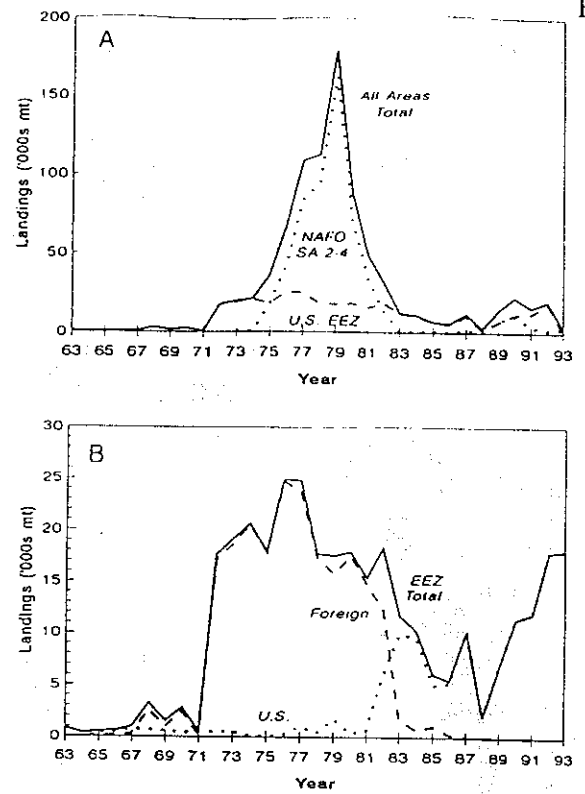 A
200
150
100
50
0
Landings ('000s mt)
All Areas
Total
NAFO
SA 2-4
U.S. EEZ
63 65 67 69 71 73 75 77 79 81 83 85 87 89 91 93
Year
B
30
25
20
15
10
5
0
Landings ('000s mt)
EEZ
Total
Foreign
U.S.
63 65 67 69 71 73 75 77 79 81 83 85 87 89 91 93
Year